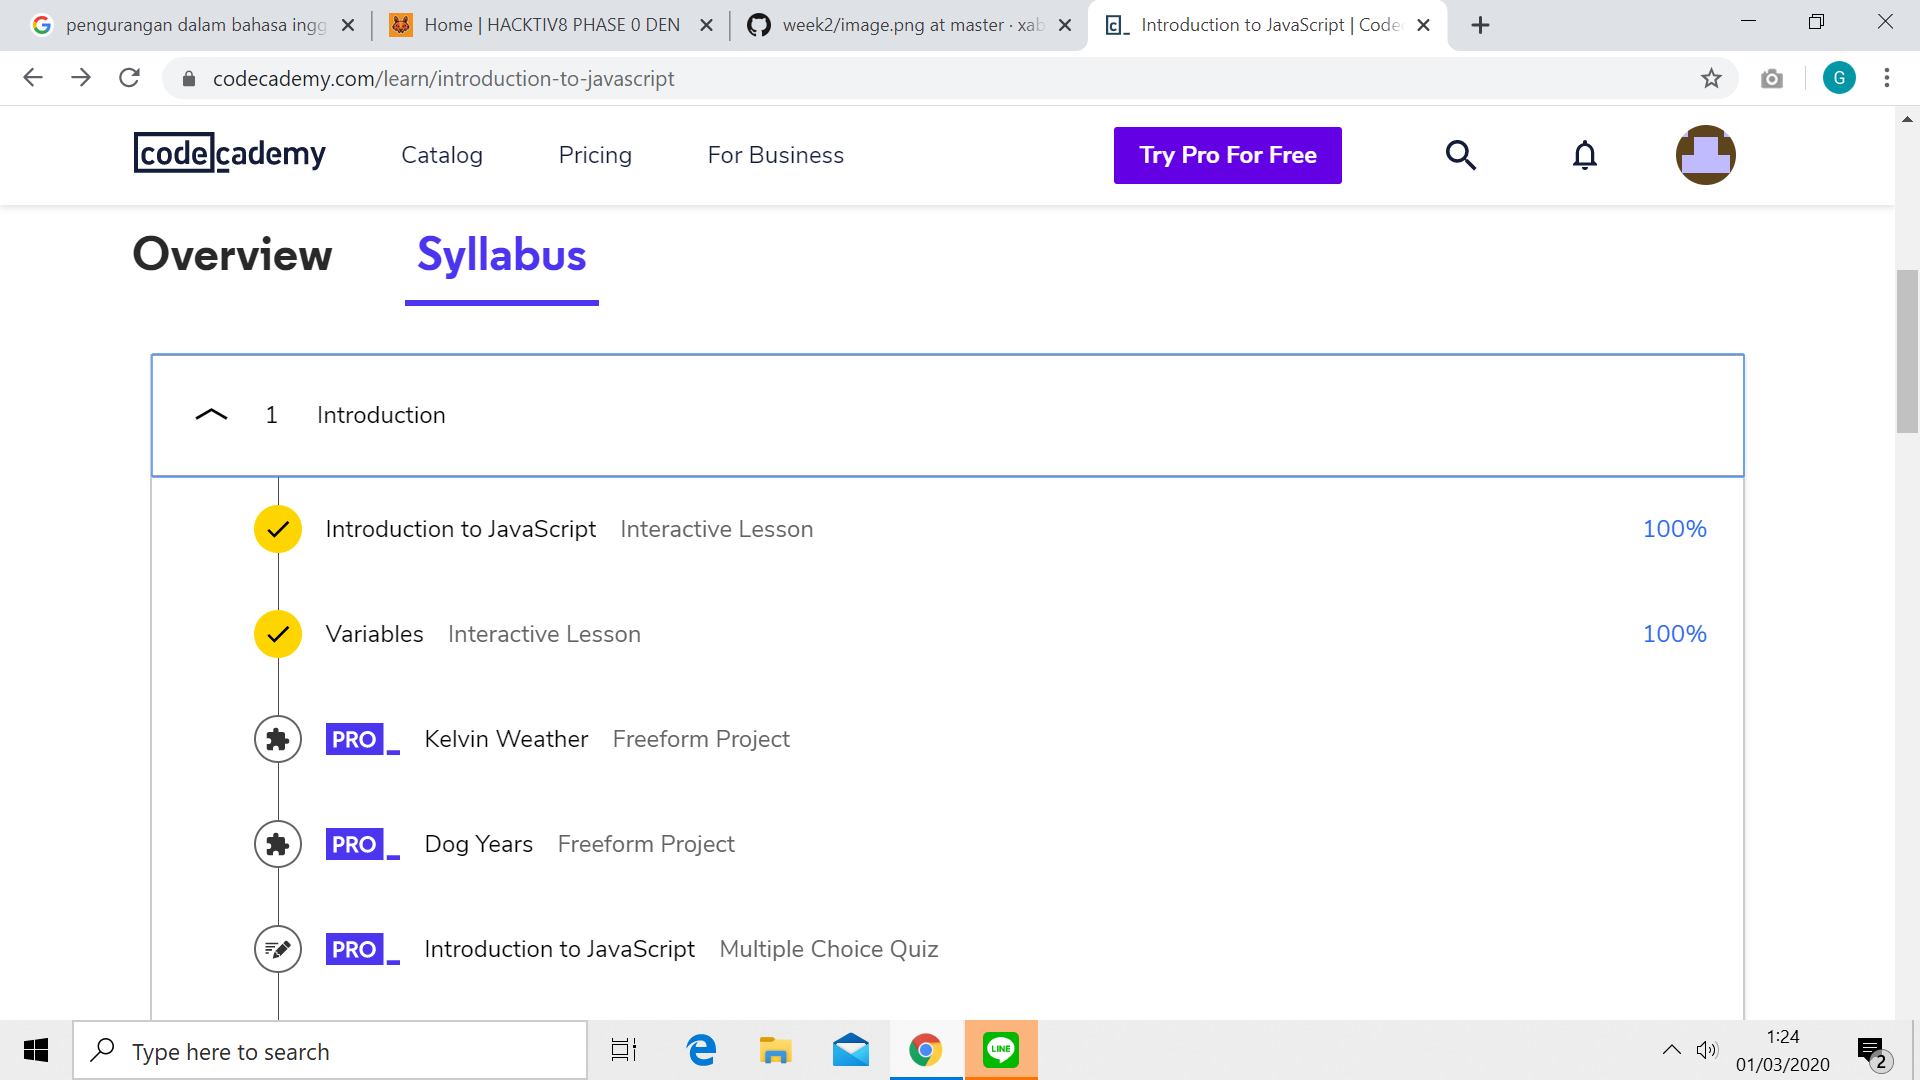 pengurangan dalam bahasa ingg
Home | HACKTIV8 PHASE 0 DEN
week2/image.png at master · xab
Introduction to JavaScript | Code
codecademy.com/learn/introduction-to-javascript
G
codecademy
Catalog
Pricing
For Business
Try Pro For Free
Overview
Syllabus
1 Introduction
Introduction to JavaScript Interactive Lesson 100%
Variables Interactive Lesson 100%
PRO_ Kelvin Weather Freeform Project
PRO_ Dog Years Freeform Project
PRO_ Introduction to JavaScript Multiple Choice Quiz
Type here to search
LINE
1:24
01/03/2020
2